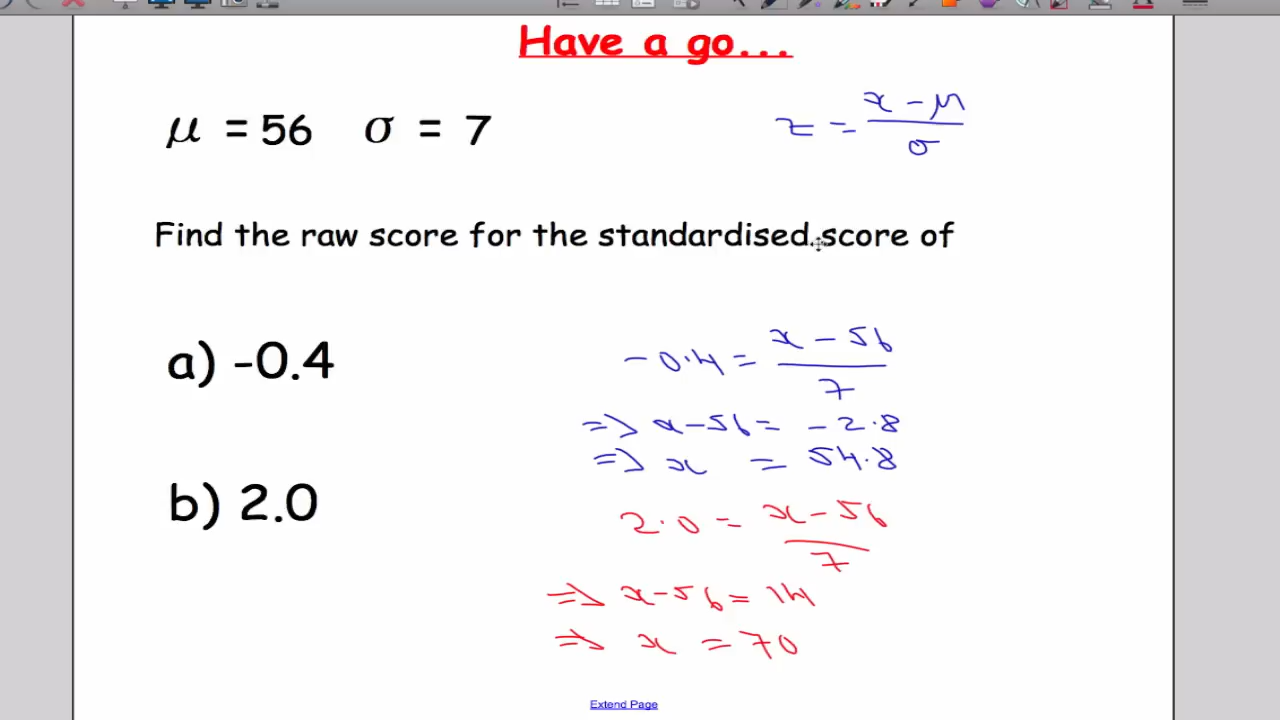 Have a go...
μ = 56 σ = 7
z = x - μ / σ
Find the raw score for the standardised score of
a) -0.4
-0.4 = x - 56 / 7
=> x - 56 = -2.8
=> x = 54.8
b) 2.0
2.0 = x - 56 / 7
=> x - 56 = 14
=> x = 70
Extend Page